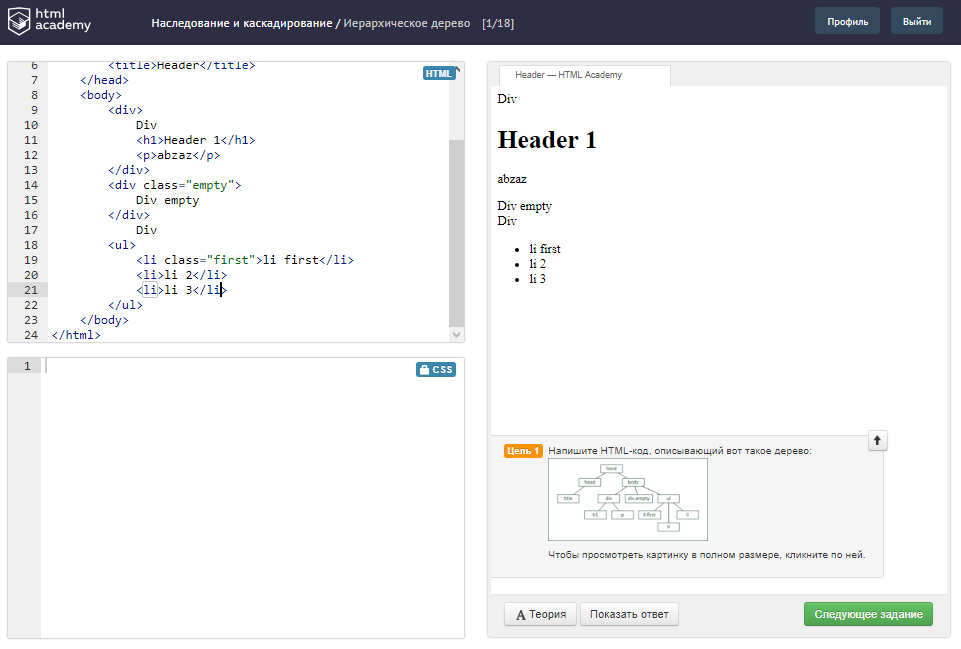 html
academy
Наследование и каскадирование / Иерархическое дерево [1/18]
Профиль
Выйти
6 <title>Header</title>
7 </head>
8 <body>
9 <div>
10 Div
11 <h1>Header 1</h1>
12 <p>abzaz</p>
13 </div>
14 <div class="empty">
15 Div empty
16 </div>
17 Div
18 <ul>
19 <li class="first">li first</li>
20 <li>li 2</li>
21 <li>li 3</li>
22 </ul>
23 </body>
24 </html>
HTML
1
CSS
Header — HTML Academy
Div
Header 1
abzaz
Div empty
Div
• li first
• li 2
• li 3
Цель 1 Напишите HTML-код, описывающий вот такое дерево:
html
head body
title div div.empty ul
h1 p li.first li
li
Чтобы просмотреть картинку в полном размере, кликните по ней.
A Теория
Показать ответ
Следующее задание